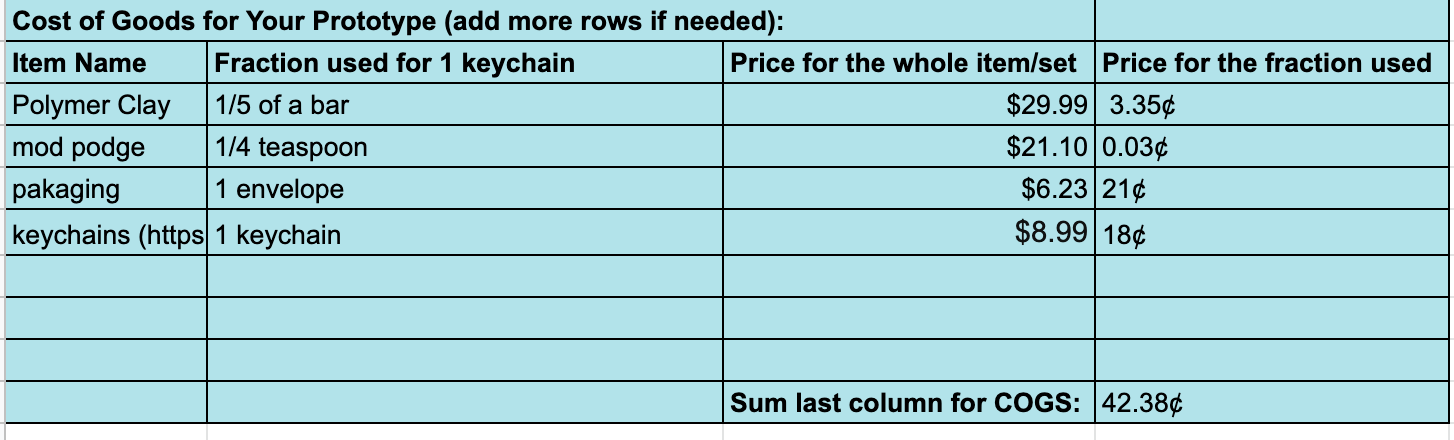 Cost of Goods for Your Prototype (add more rows if needed):
Item Name Fraction used for 1 keychain Price for the whole item/set Price for the fraction used
Polymer Clay 1/5 of a bar $29.99 3.35¢
mod podge 1/4 teaspoon $21.10 0.03¢
pakaging 1 envelope $6.23 21¢
keychains (https 1 keychain $8.99 18¢
Sum last column for COGS: 42.38¢